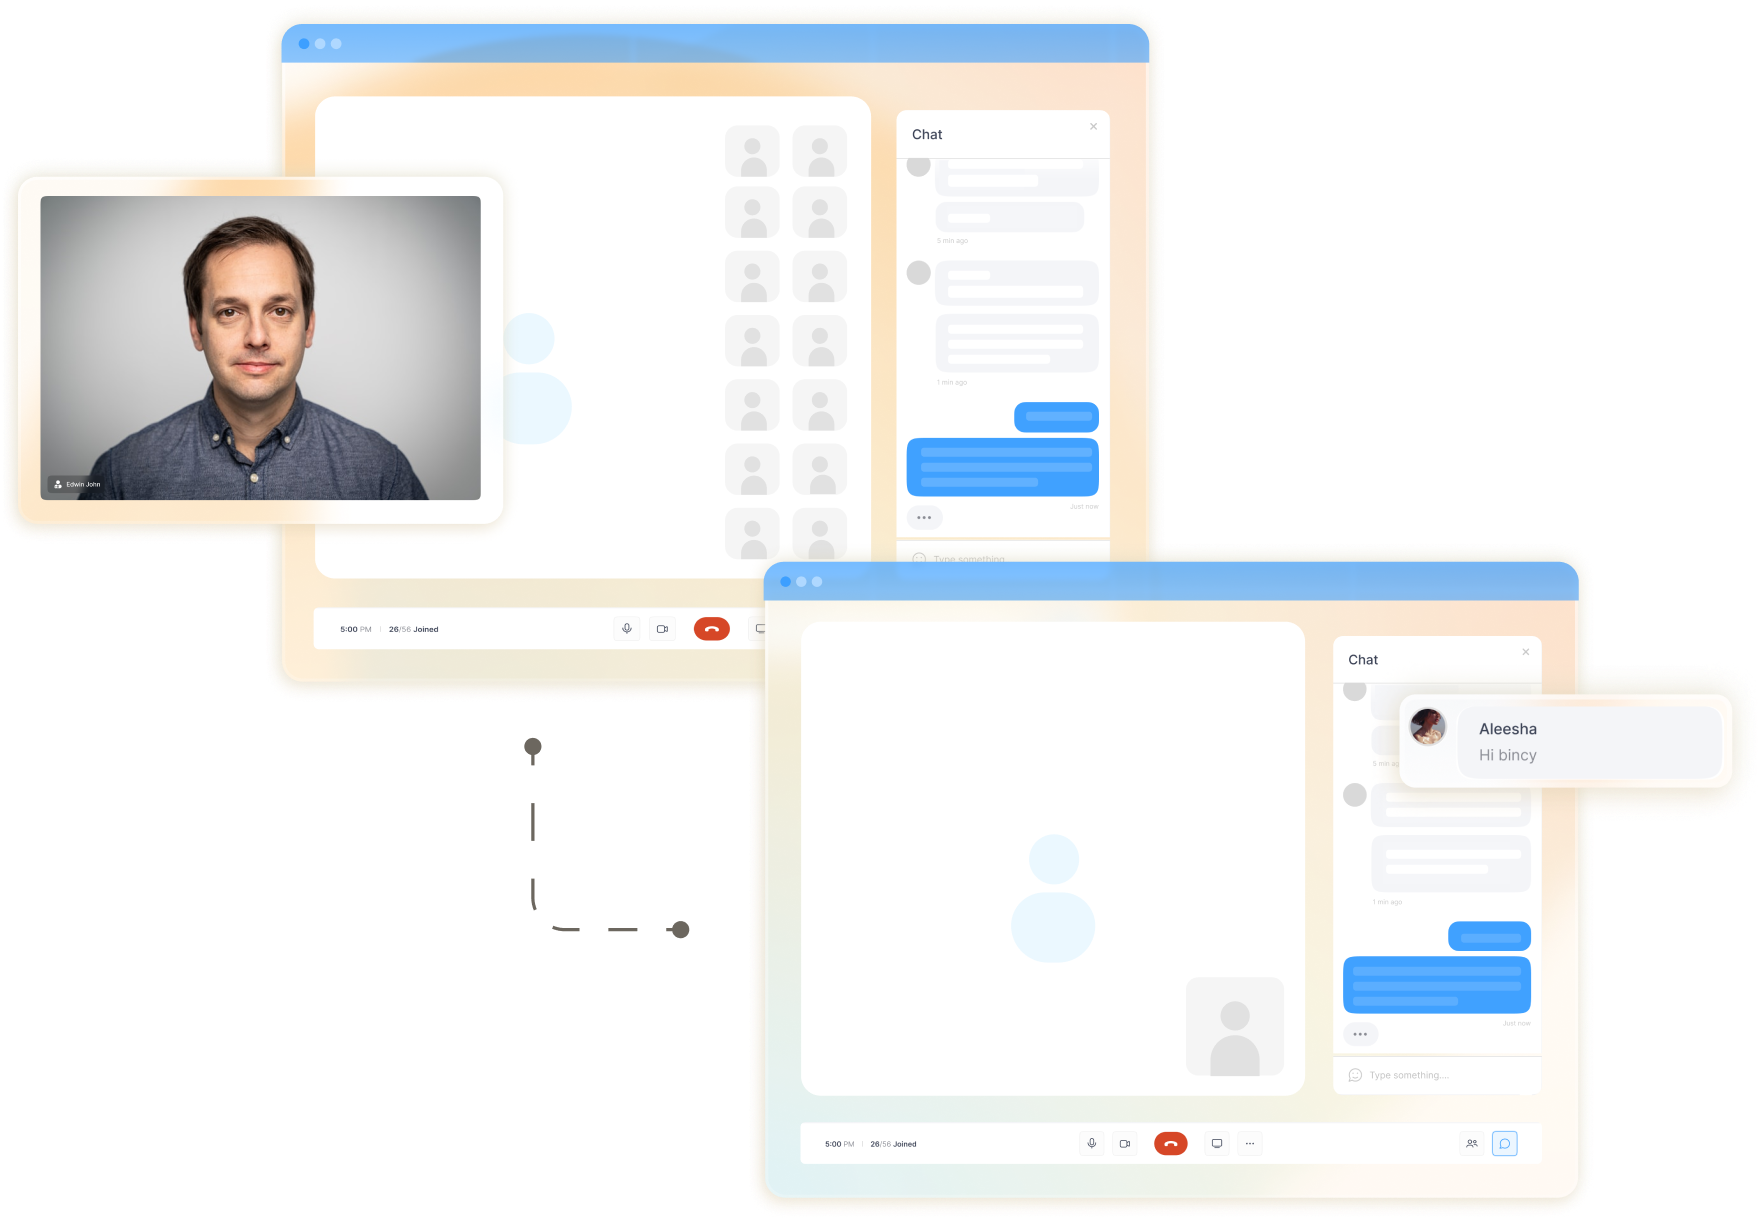 Chat
5 min ago
1 min ago
Just now
Type something
Edwin John
5:00 PM | 26/56 Joined
Chat
Aleesha
Hi bincy
5 min ag
1 min ago
Just now
Type something....
5:00 PM | 26/56 Joined